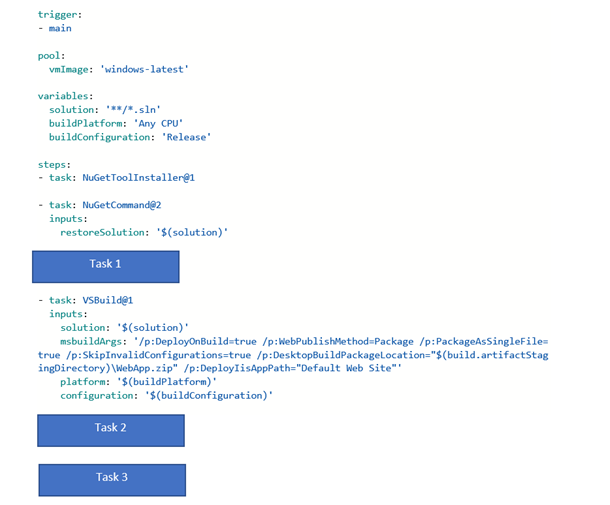 trigger:
- main
pool:
vmImage: 'windows-latest'
variables:
solution: '**/*.sln'
buildPlatform: 'Any CPU'
buildConfiguration: 'Release'
steps:
- task: NuGetToolInstaller@1
- task: NuGetCommand@2
inputs:
restoreSolution: '$(solution)'
Task 1
- task: VSBuild@1
inputs:
solution: '$(solution)'
msbuildArgs: '/p:DeployOnBuild=true /p:WebPublishMethod=Package /p:PackageAsSingleFile=
true /p:SkipInvalidConfigurations=true /p:DesktopBuildPackageLocation="$(build.artifactStag
ingDirectory)\WebApp.zip" /p:DeployIisAppPath="Default Web Site"'
platform: '$(buildPlatform)'
configuration: '$(buildConfiguration)'
Task 2
Task 3